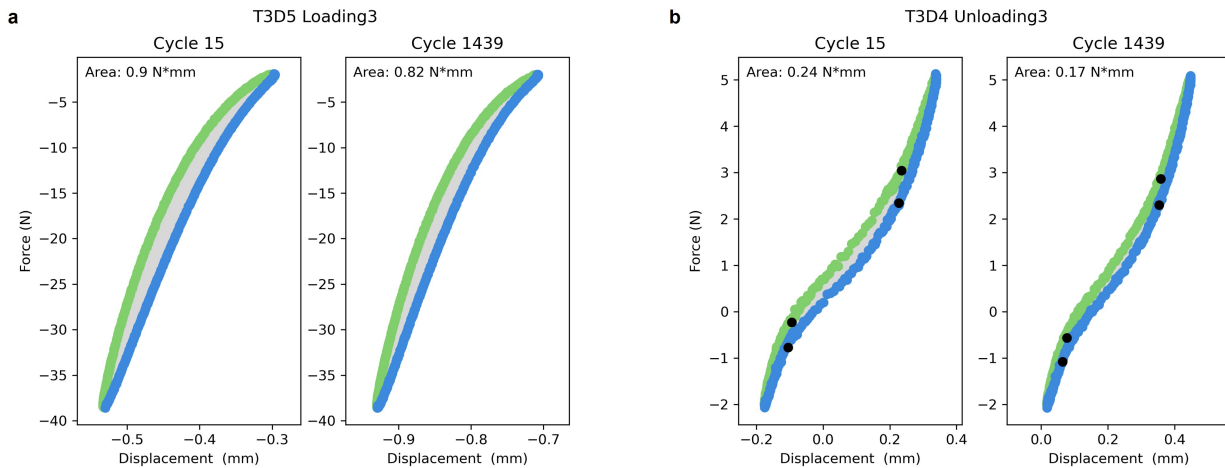 a
T3D5 Loading3
Cycle 15
Cycle 1439
Area: 0.9 N*mm
Area: 0.82 N*mm
Force (N)
−5
−10
−15
−20
−25
−30
−35
−40
−5
−10
−15
−20
−25
−30
−35
−40
−0.5
−0.4
−0.3
−0.9
−0.8
−0.7
Displacement (mm)
Displacement (mm)
b
T3D4 Unloading3
Cycle 15
Cycle 1439
Area: 0.24 N*mm
Area: 0.17 N*mm
Force (N)
5
4
3
2
1
0
−1
−2
5
4
3
2
1
0
−1
−2
−0.2
0.0
0.2
0.4
0.0
0.2
0.4
Displacement (mm)
Displacement (mm)